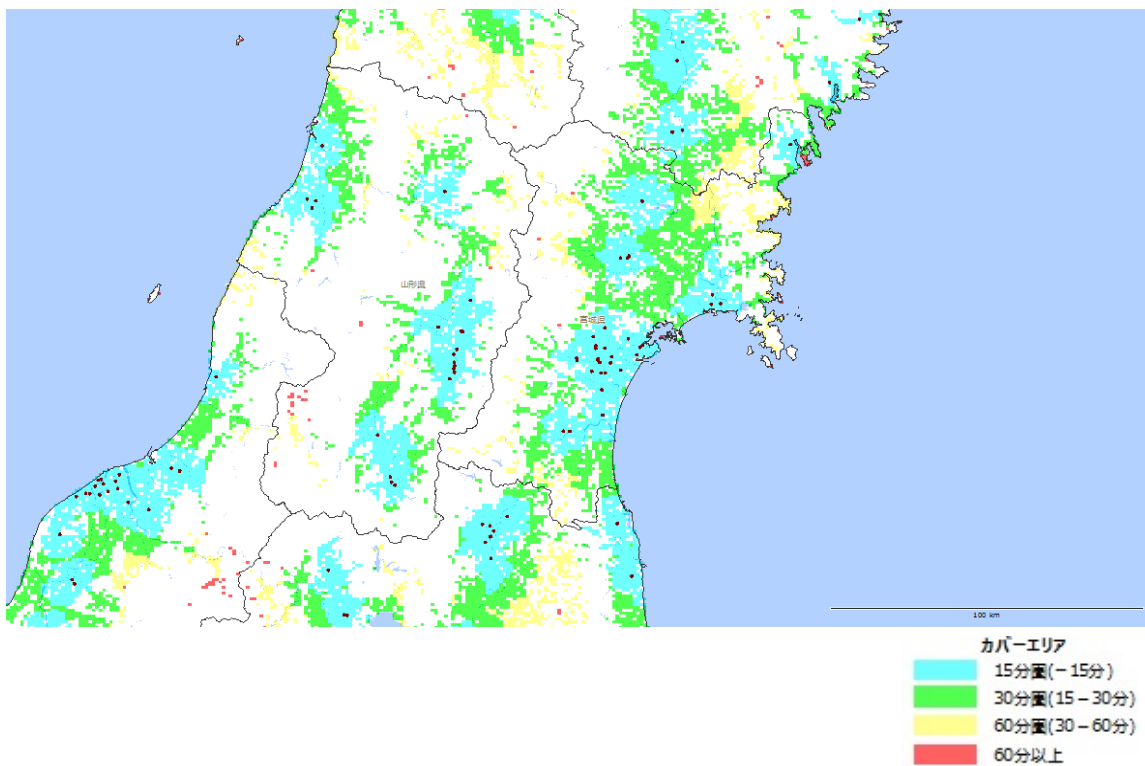 山形県
宮城県
100 km
カバーエリア
15分圏(−15分)
30分圏(15−30分)
60分圏(30−60分)
60分以上